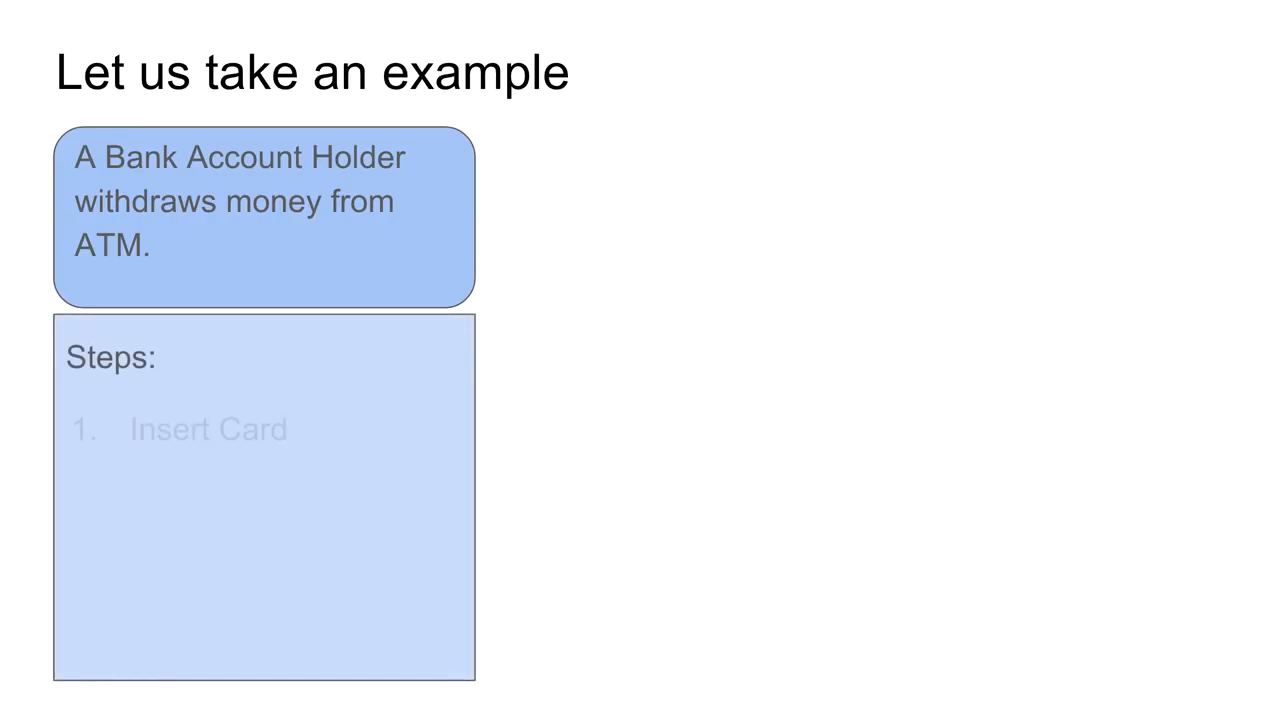 Let us take an example
A Bank Account Holder
withdraws money from
ATM.
Steps:
1. Insert Card